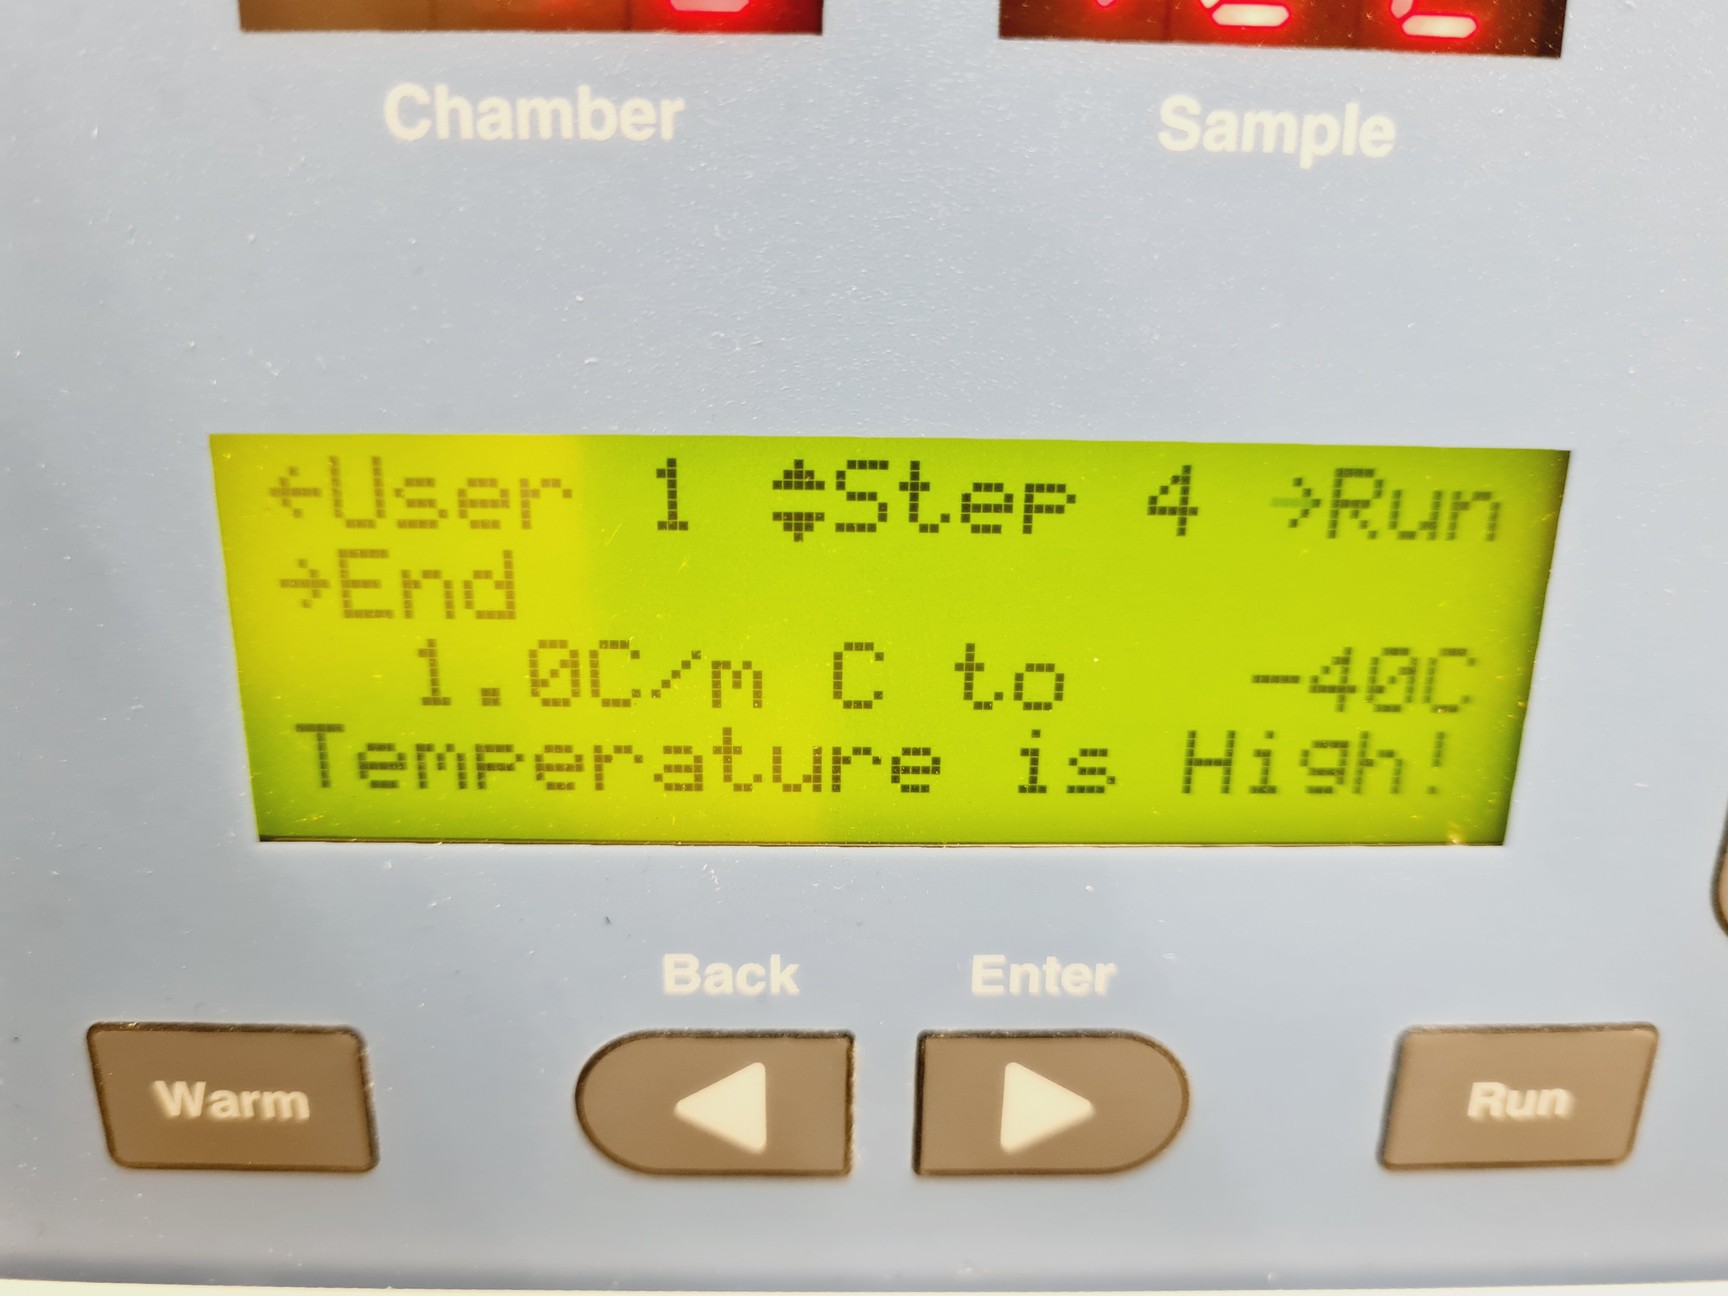 Chamber
Sample
←User 1 ⬍Step 4 →Run
→End
1.0C/m C to -40C
Temperature is High!
Back
Enter
Warm
Run